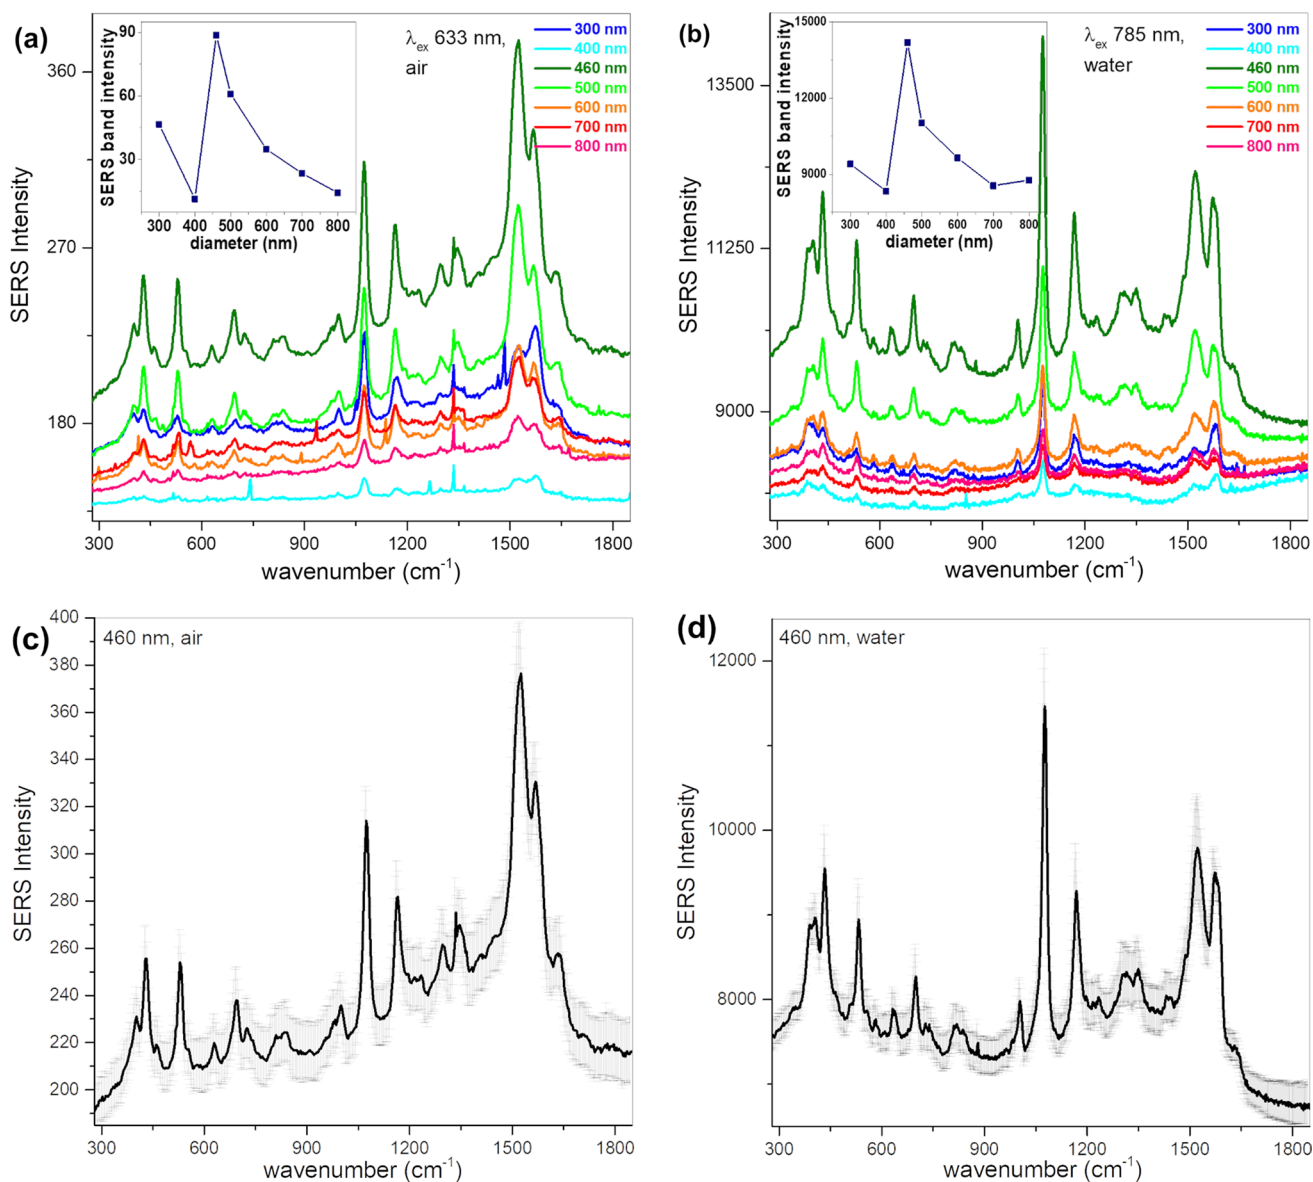 (a)
λex 633 nm,
air
300 nm
400 nm
460 nm
500 nm
600 nm
700 nm
800 nm
SERS band intensity
90
60
30
300 400 500 600 700 800
diameter (nm)
SERS Intensity
360
270
180
300 600 900 1200 1500 1800
wavenumber (cm-1)
(b)
λex 785 nm,
water
300 nm
400 nm
460 nm
500 nm
600 nm
700 nm
800 nm
SERS band intensity
15000
12000
9000
300 400 500 600 700 800
diameter (nm)
SERS Intensity
13500
11250
9000
300 600 900 1200 1500 1800
wavenumber (cm-1)
(c)
460 nm, air
SERS Intensity
400
380
360
340
320
300
280
260
240
220
200
300 600 900 1200 1500 1800
wavenumber (cm-1)
(d)
460 nm, water
SERS Intensity
12000
10000
8000
300 600 900 1200 1500 1800
wavenumber (cm-1)